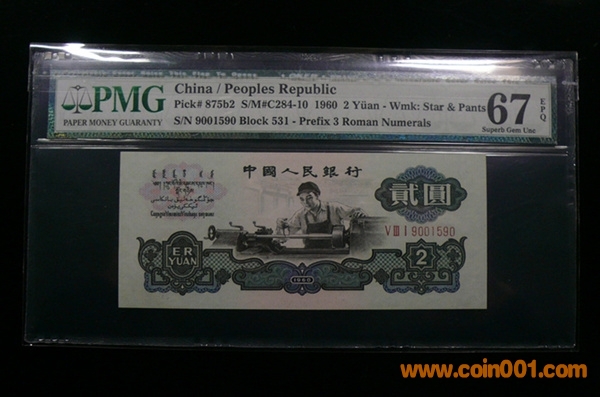 PMG
PAPER MONEY GUARANTY
China / Peoples Republic
Pick# 875b2 S/M#C284-10 1960 2 Yüan - Wmk: Star & Pants
S/N 9001590 Block 531 - Prefix 3 Roman Numerals
67
EPQ
Superb Gem Unc
中國人民銀行
貳圓
VIII I 9001590
ER
YUAN
1960
2
www.coin001.com